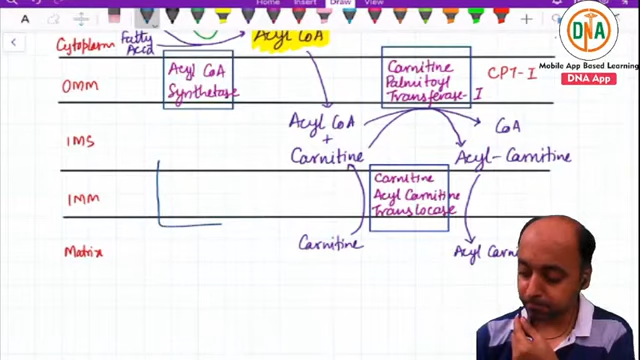 Insert
Draw
View
DNA
Mobile App Based Learning
DNA App
Cytoplasm
Fatty
Acid
Acyl CoA
OMM
Acyl CoA
Synthetase
Carnitine
Palmitoyl
Transferase-I
CPT-I
IMS
Acyl CoA
+
Carnitine
CoA
Acyl-Carnitine
IMM
Carnitine
Acyl Carnitine
Translocase
Matrix
Carnitine
Acyl